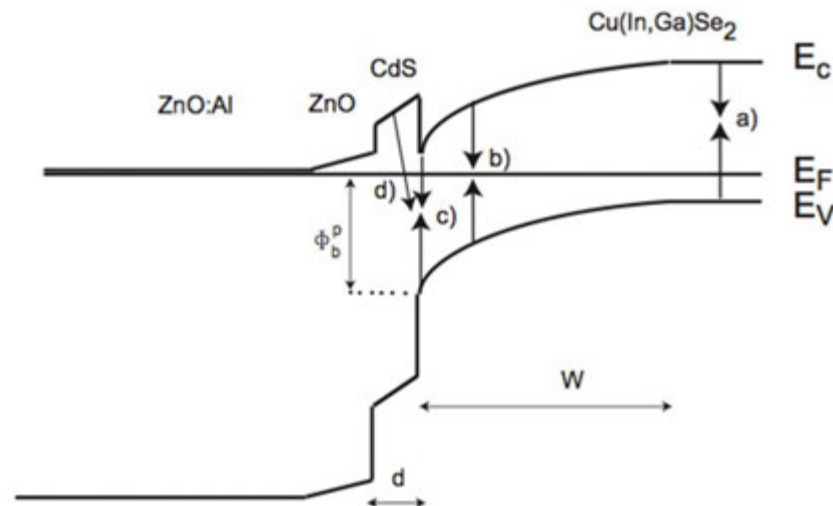 Cu(In,Ga)Se2
Ec
CdS
ZnO:Al
ZnO
a)
b)
EF
d)
EV
c)
ϕbp
W
d